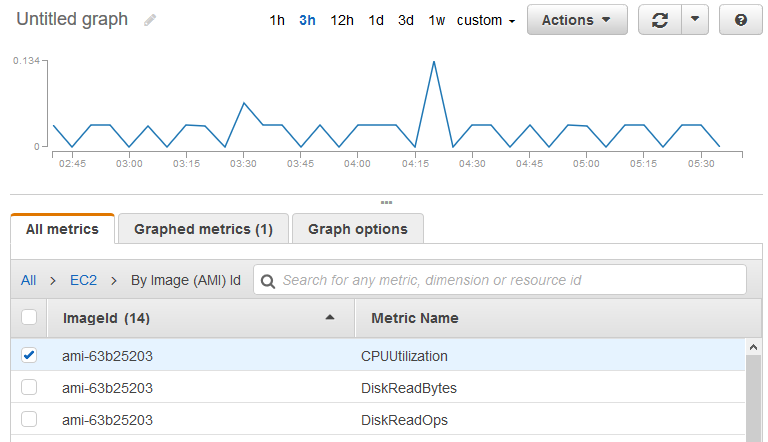 Untitled graph 1h 3h 12h 1d 3d 1w custom Actions
0.134
0
02:45 03:00 03:15 03:30 03:45 04:00 04:15 04:30 04:45 05:00 05:15 05:30
All metrics Graphed metrics (1) Graph options
All > EC2 > By Image (AMI) Id Search for any metric, dimension or resource id
ImageId (14) Metric Name
ami-63b25203 CPUUtilization
ami-63b25203 DiskReadBytes
ami-63b25203 DiskReadOps